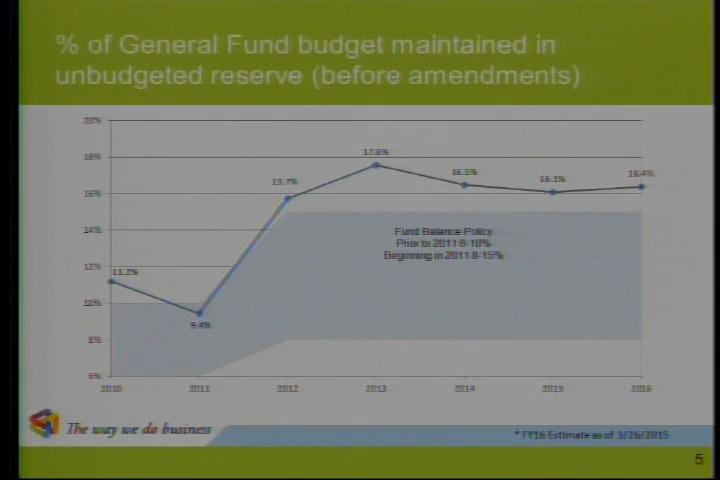 % of General Fund budget maintained in
unbudgeted reserve (before amendments)
20%
18%
16%
14%
12%
10%
8%
6%
11.2%
9.4%
15.7%
17.6%
16.5%
16.1%
16.4%
Fund Balance Policy
Prior to 2011 6-10%
Beginning in 2011 8-15%
2010 2011 2012 2013 2014 2015 2016
The way we do business
* FY16 Estimate as of 3/26/2015
5